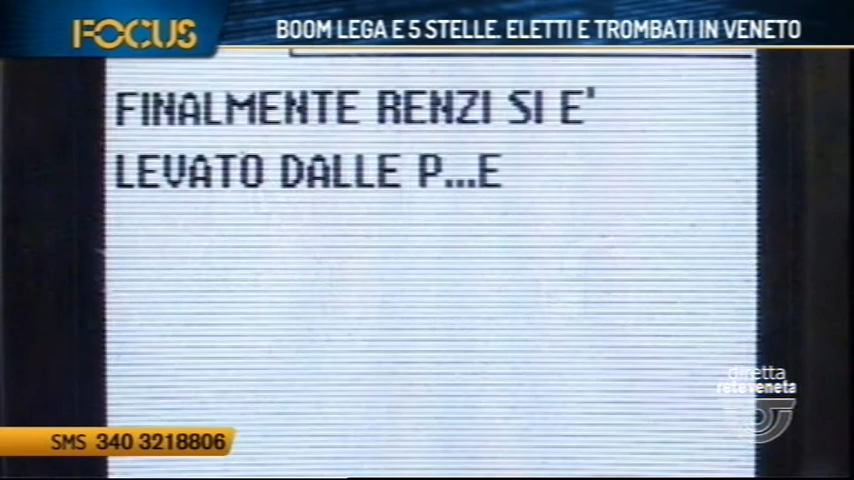 FOCUS
BOOM LEGA E 5 STELLE. ELETTI E TROMBATI IN VENETO
FINALMENTE RENZI SI E'
LEVATO DALLE P...E
diretta
reteveneta
SMS 340 3218806